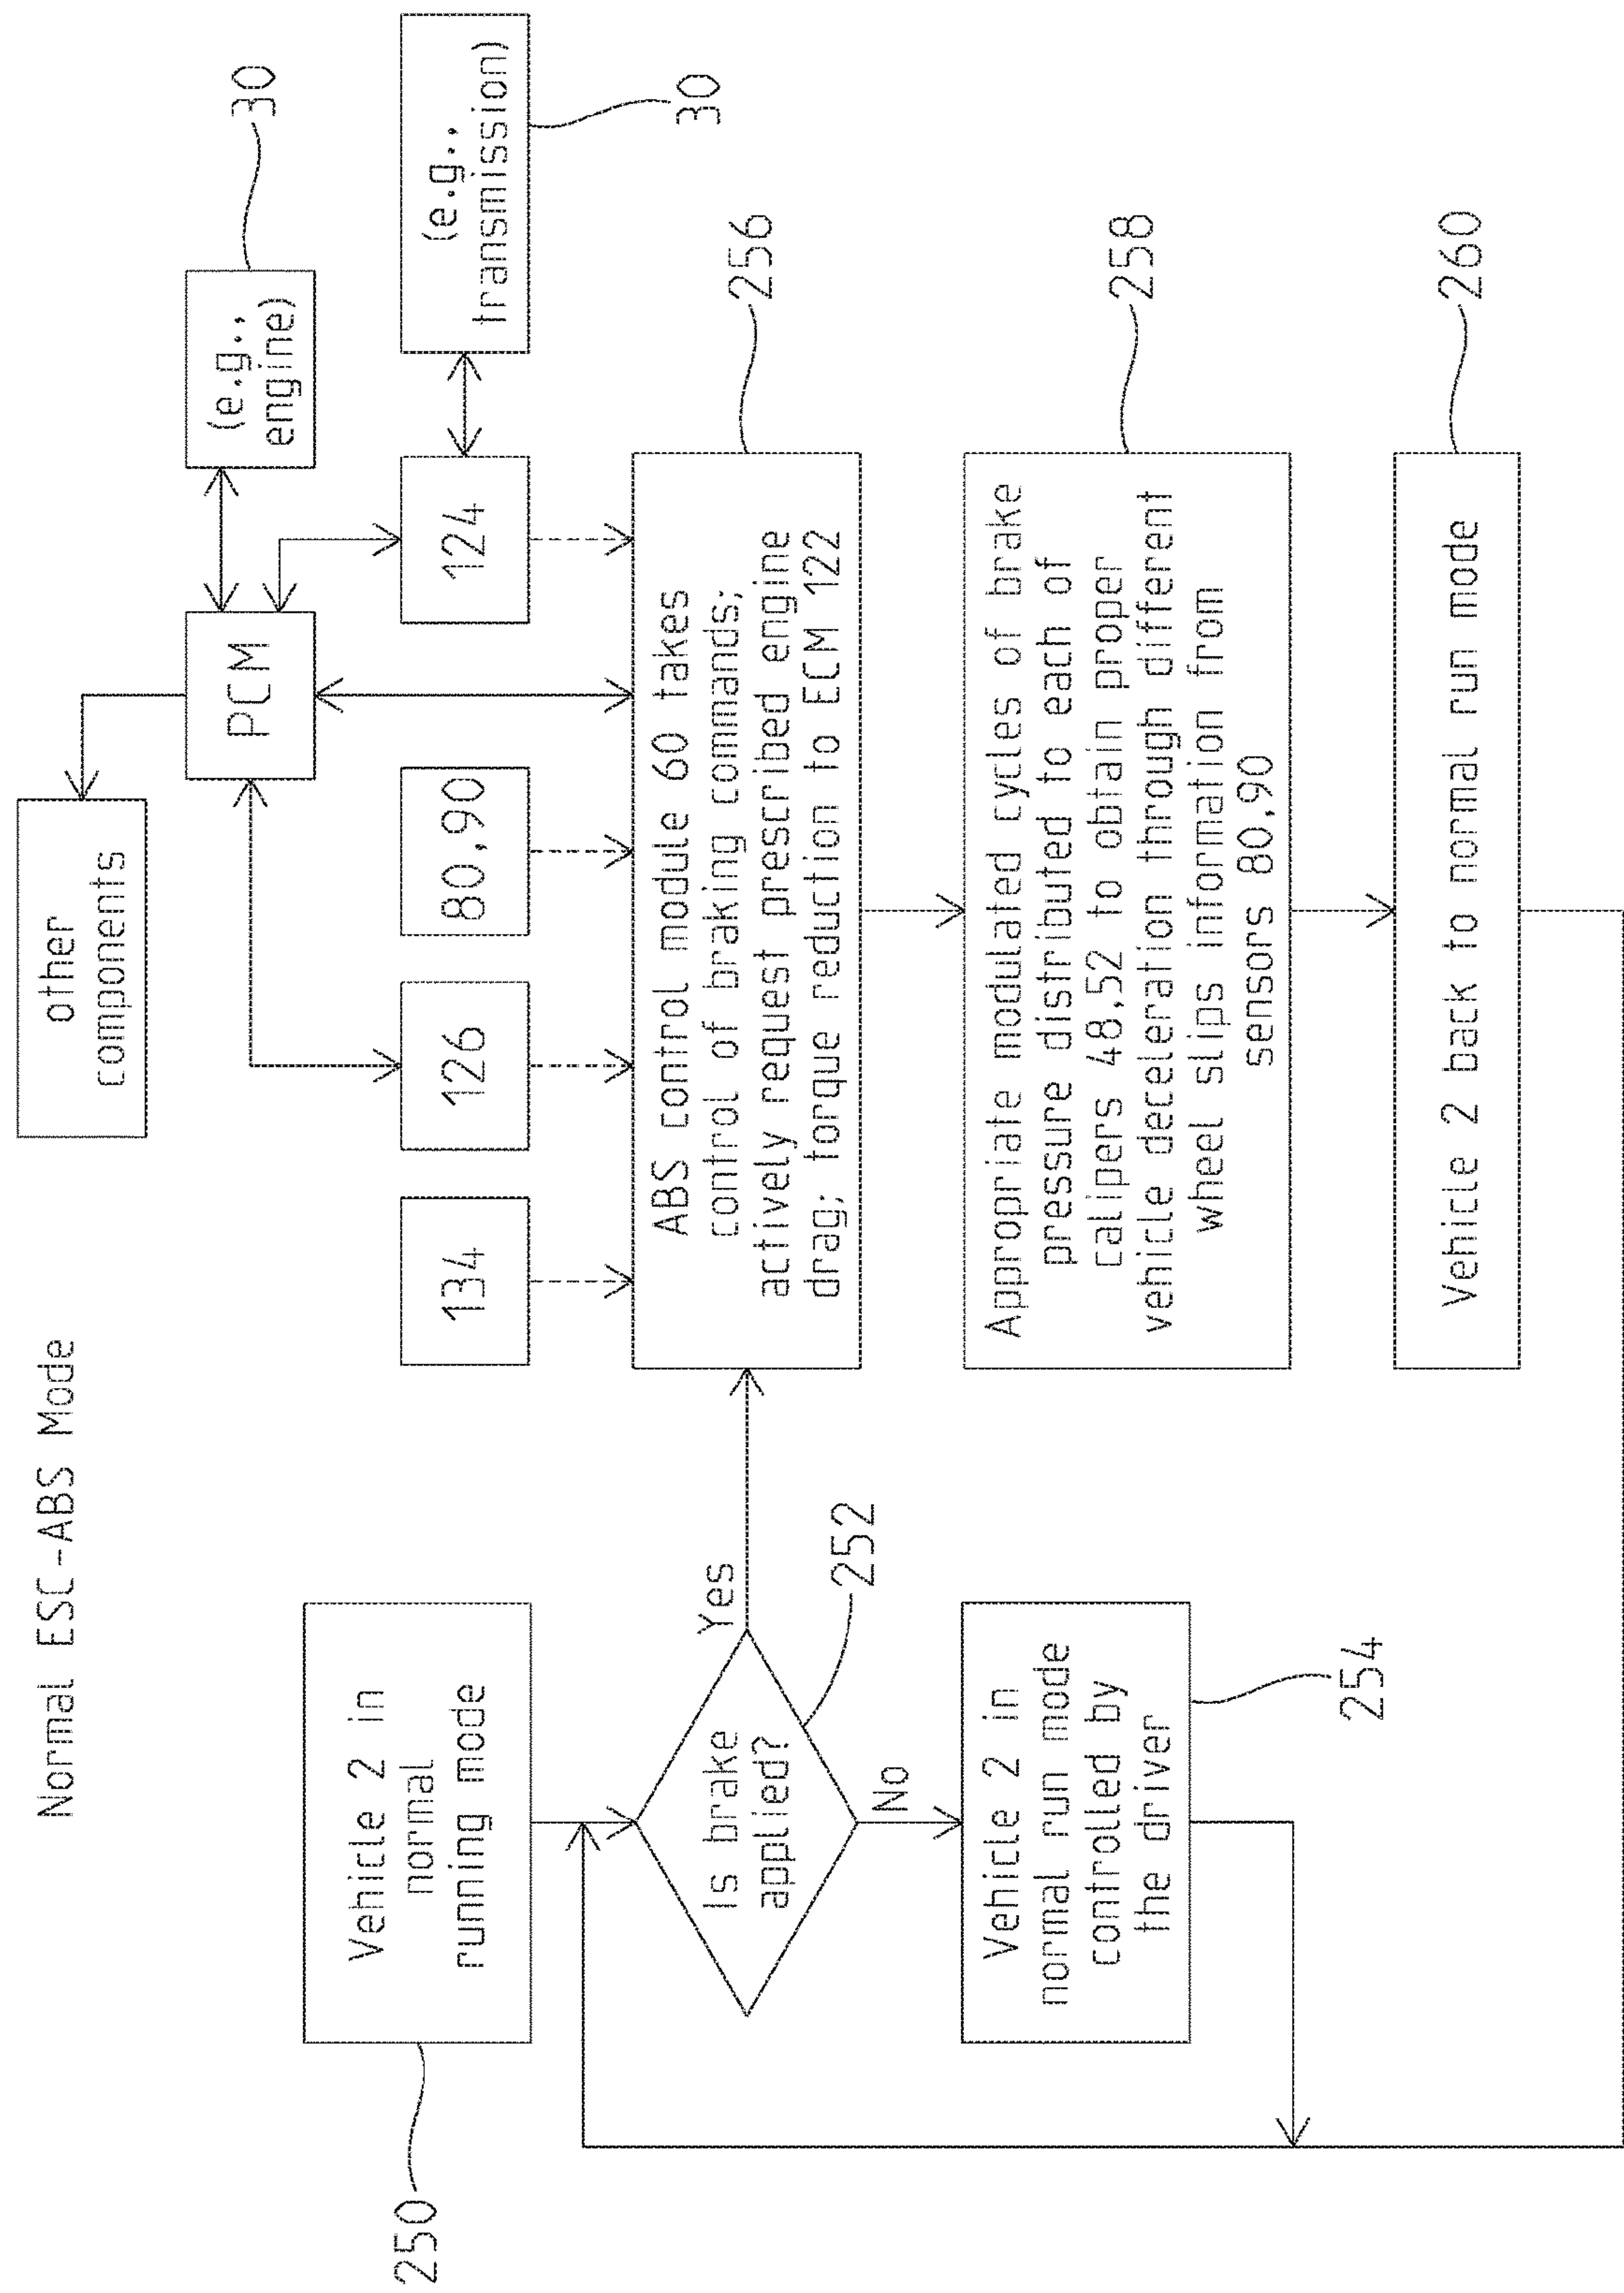 Normal ESC-ABS Mode
other
components
PCM
(e.g.,
engine)
30
134
126
80,90
124
(e.g.,
transmission)
30
250
Vehicle 2 in
normal
running mode
Is brake
applied?
Yes
252
No
Vehicle 2 in
normal run mode
controlled by
the driver
254
ABS control module 60 takes
control of braking commands;
actively request prescribed engine
drag; torque reduction to ECM 122
256
Appropriate modulated cycles of brake
pressure distributed to each of
calipers 48,52 to obtain proper
vehicle deceleration through different
wheel slips information from
sensors 80,90
258
Vehicle 2 back to normal run mode
260